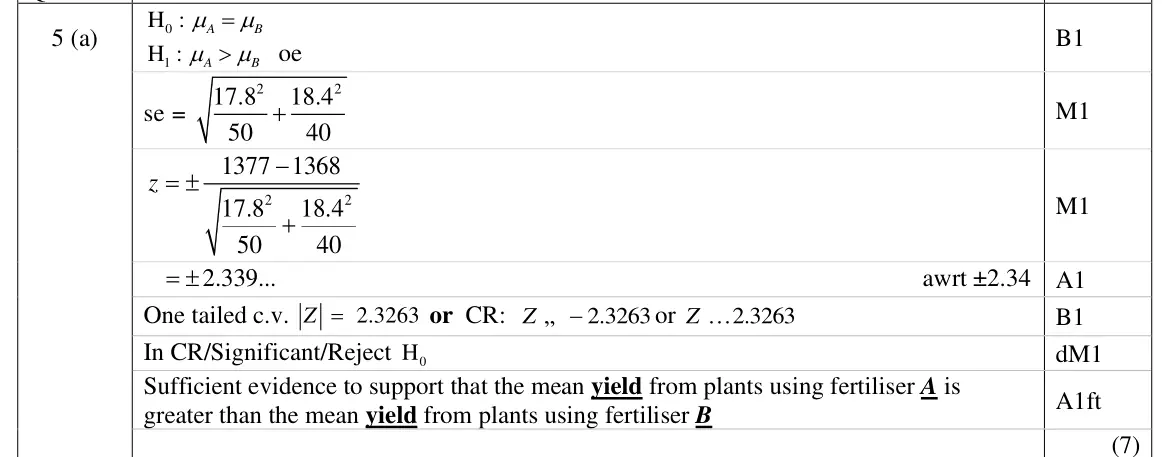 5 (a)
H₀ : μ_A = μ_B
H₁ : μ_A > μ_B oe
B1
se = √(17.8²/50 + 18.4²/40)
M1
z = ± (1377 − 1368)/√(17.8²/50 + 18.4²/40)
M1
= ±2.339... awrt ±2.34 A1
One tailed c.v. |Z| = 2.3263 or CR: Z „ −2.3263 or Z …2.3263 B1
In CR/Significant/Reject H₀ dM1
Sufficient evidence to support that the mean yield from plants using fertiliser A is
greater than the mean yield from plants using fertiliser B
A1ft
(7)